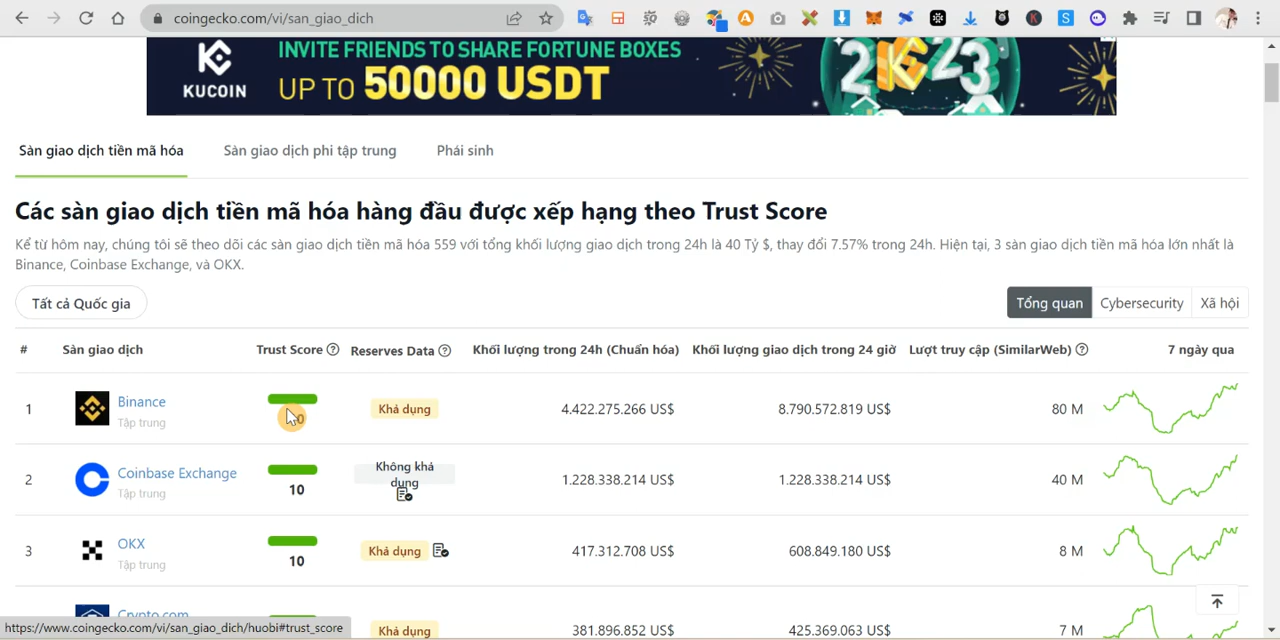 coingecko.com/vi/san_giao_dich
INVITE FRIENDS TO SHARE FORTUNE BOXES
KUCOIN
UP TO 50000 USDT
2023
Sàn giao dịch tiền mã hóa
Sàn giao dịch phi tập trung
Phái sinh
Các sàn giao dịch tiền mã hóa hàng đầu được xếp hạng theo Trust Score
Kể từ hôm nay, chúng tôi sẽ theo dõi các sàn giao dịch tiền mã hóa 559 với tổng khối lượng giao dịch trong 24h là 40 Tỷ $, thay đổi 7.57% trong 24h. Hiện tại, 3 sàn giao dịch tiền mã hóa lớn nhất là
Binance, Coinbase Exchange, và OKX.
Tất cả Quốc gia
Tổng quan Cybersecurity Xã hội
# Sàn giao dịch Trust Score Reserves Data Khối lượng trong 24h (Chuẩn hóa) Khối lượng giao dịch trong 24 giờ Lượt truy cập (SimilarWeb) 7 ngày qua
1 Binance Khả dụng 4.422.275.266 US$ 8.790.572.819 US$ 80 M
Tập trung
2 Coinbase Exchange 10 Không khả dụng 1.228.338.214 US$ 1.228.338.214 US$ 40 M
Tập trung
3 OKX 10 Khả dụng 417.312.708 US$ 608.849.180 US$ 8 M
Tập trung
Crypto.com Khả dụng 381.896.852 US$ 425.369.063 US$ 7 M
https://www.coingecko.com/vi/san_giao_dich/huobi#trust_score